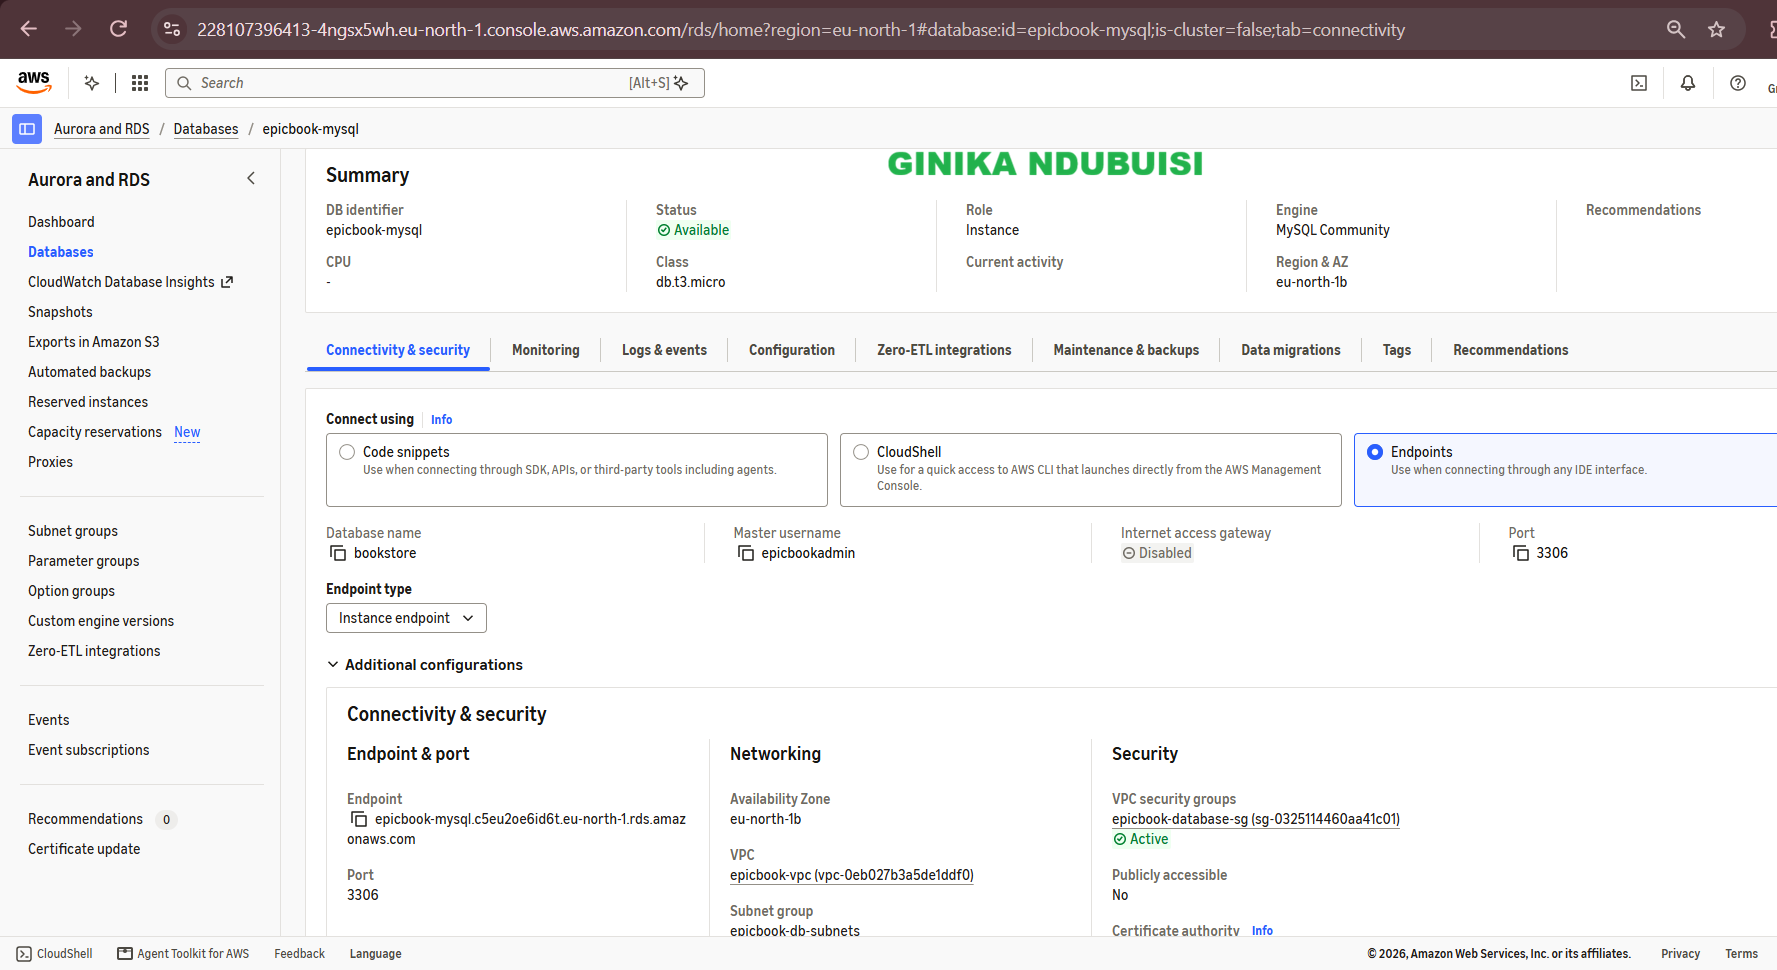 228107396413-4ngsx5wh.eu-north-1.console.aws.amazon.com/rds/home?region=eu-north-1#database:id=epicbook-mysql;is-cluster=false;tab=connectivity
aws
Search
[Alt+S]
Aurora and RDS / Databases / epicbook-mysql
GINIKA NDUBUISI
Aurora and RDS
Dashboard
Databases
CloudWatch Database Insights
Snapshots
Exports in Amazon S3
Automated backups
Reserved instances
Capacity reservations New
Proxies
Subnet groups
Parameter groups
Option groups
Custom engine versions
Zero-ETL integrations
Events
Event subscriptions
Recommendations 0
Certificate update
Summary
DB identifier
epicbook-mysql
CPU
-
Status
Available
Class
db.t3.micro
Role
Instance
Current activity
Engine
MySQL Community
Region & AZ
eu-north-1b
Recommendations
Connectivity & security
Monitoring
Logs & events
Configuration
Zero-ETL integrations
Maintenance & backups
Data migrations
Tags
Recommendations
Connect using Info
Code snippets
Use when connecting through SDK, APIs, or third-party tools including agents.
CloudShell
Use for a quick access to AWS CLI that launches directly from the AWS Management
Console.
Endpoints
Use when connecting through any IDE interface.
Database name
bookstore
Master username
epicbookadmin
Internet access gateway
Disabled
Port
3306
Endpoint type
Instance endpoint
Additional configurations
Connectivity & security
Endpoint & port
Endpoint
epicbook-mysql.c5eu2oe6id6t.eu-north-1.rds.amaz
onaws.com
Port
3306
Networking
Availability Zone
eu-north-1b
VPC
epicbook-vpc (vpc-0eb027b3a5de1ddf0)
Subnet group
epicbook-db-subnets
Security
VPC security groups
epicbook-database-sg (sg-0325114460aa41c01)
Active
Publicly accessible
No
Certificate authority Info
CloudShell
Agent Toolkit for AWS
Feedback
Language
© 2026, Amazon Web Services, Inc. or its affiliates.
Privacy
Terms